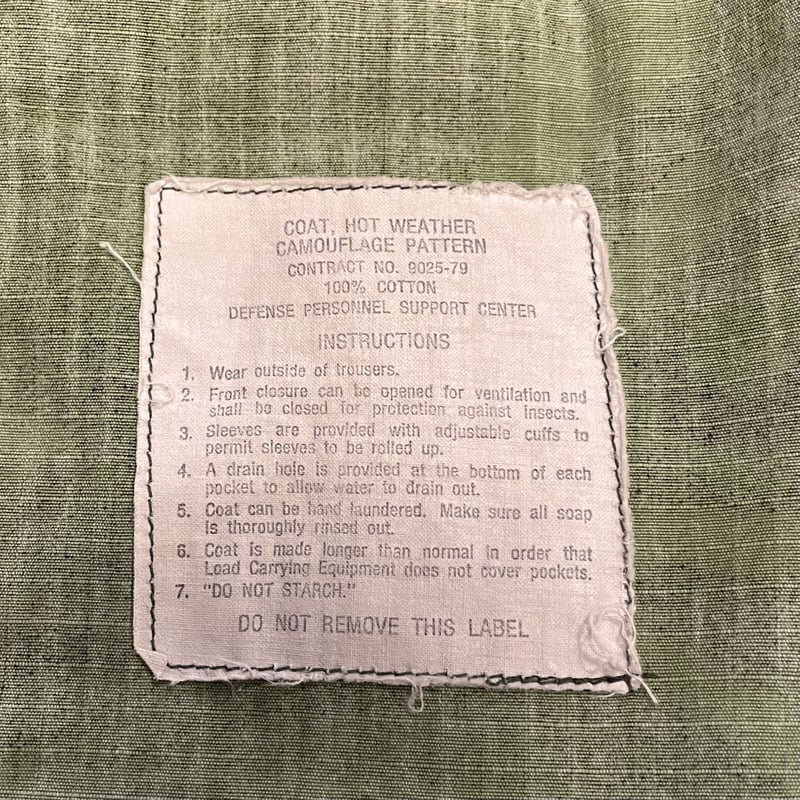 COAT, HOT WEATHER
CAMOUFLAGE PATTERN
CONTRACT NO. 9025-79
100% COTTON
DEFENSE PERSONNEL SUPPORT CENTER
INSTRUCTIONS
1. Wear outside of trousers.
2. Front closure can be opened for ventilation and
shall be closed for protection against insects.
3. Sleeves are provided with adjustable cuffs to
permit sleeves to be rolled up.
4. A drain hole is provided at the bottom of each
pocket to allow water to drain out.
5. Coat can be hand laundered. Make sure all soap
is thoroughly rinsed out.
6. Coat is made longer than normal in order that
Load Carrying Equipment does not cover pockets.
7. "DO NOT STARCH."
DO NOT REMOVE THIS LABEL